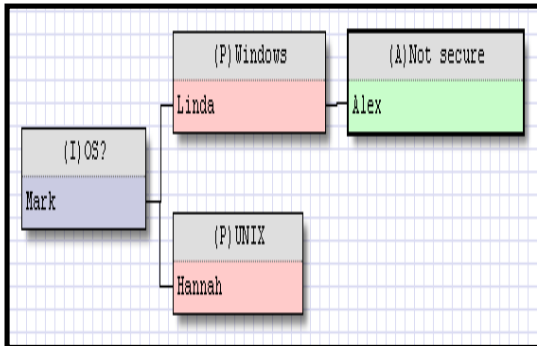 (P)Windows
Linda
(A)Not secure
Alex
(I)OS?
Mark
(P)UNIX
Hannah